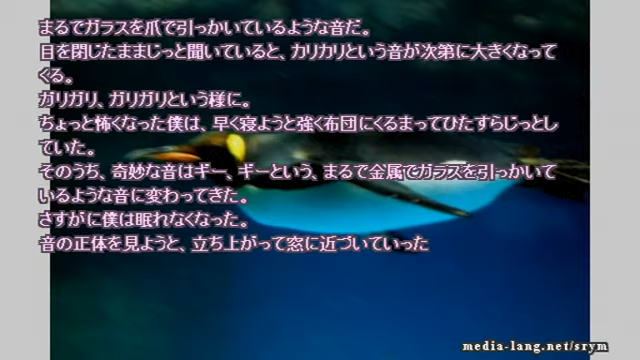 まるでガラスを爪で引っかいているような音だ。
目を閉じたままじっと聞いていると、カリカリという音が次第に大きくなって
くる。
ガリガリ、ガリガリという様に。
ちょっと怖くなった僕は、早く寝ようと強く布団にくるまってひたすらじっとし
ていた。
そのうち、奇妙な音はギー、ギーという、まるで金属でガラスを引っかいて
いるような音に変わってきた。
さすがに僕は眠れなくなった。
音の正体を見ようと、立ち上がって窓に近づいていった
media-lang.net/srym